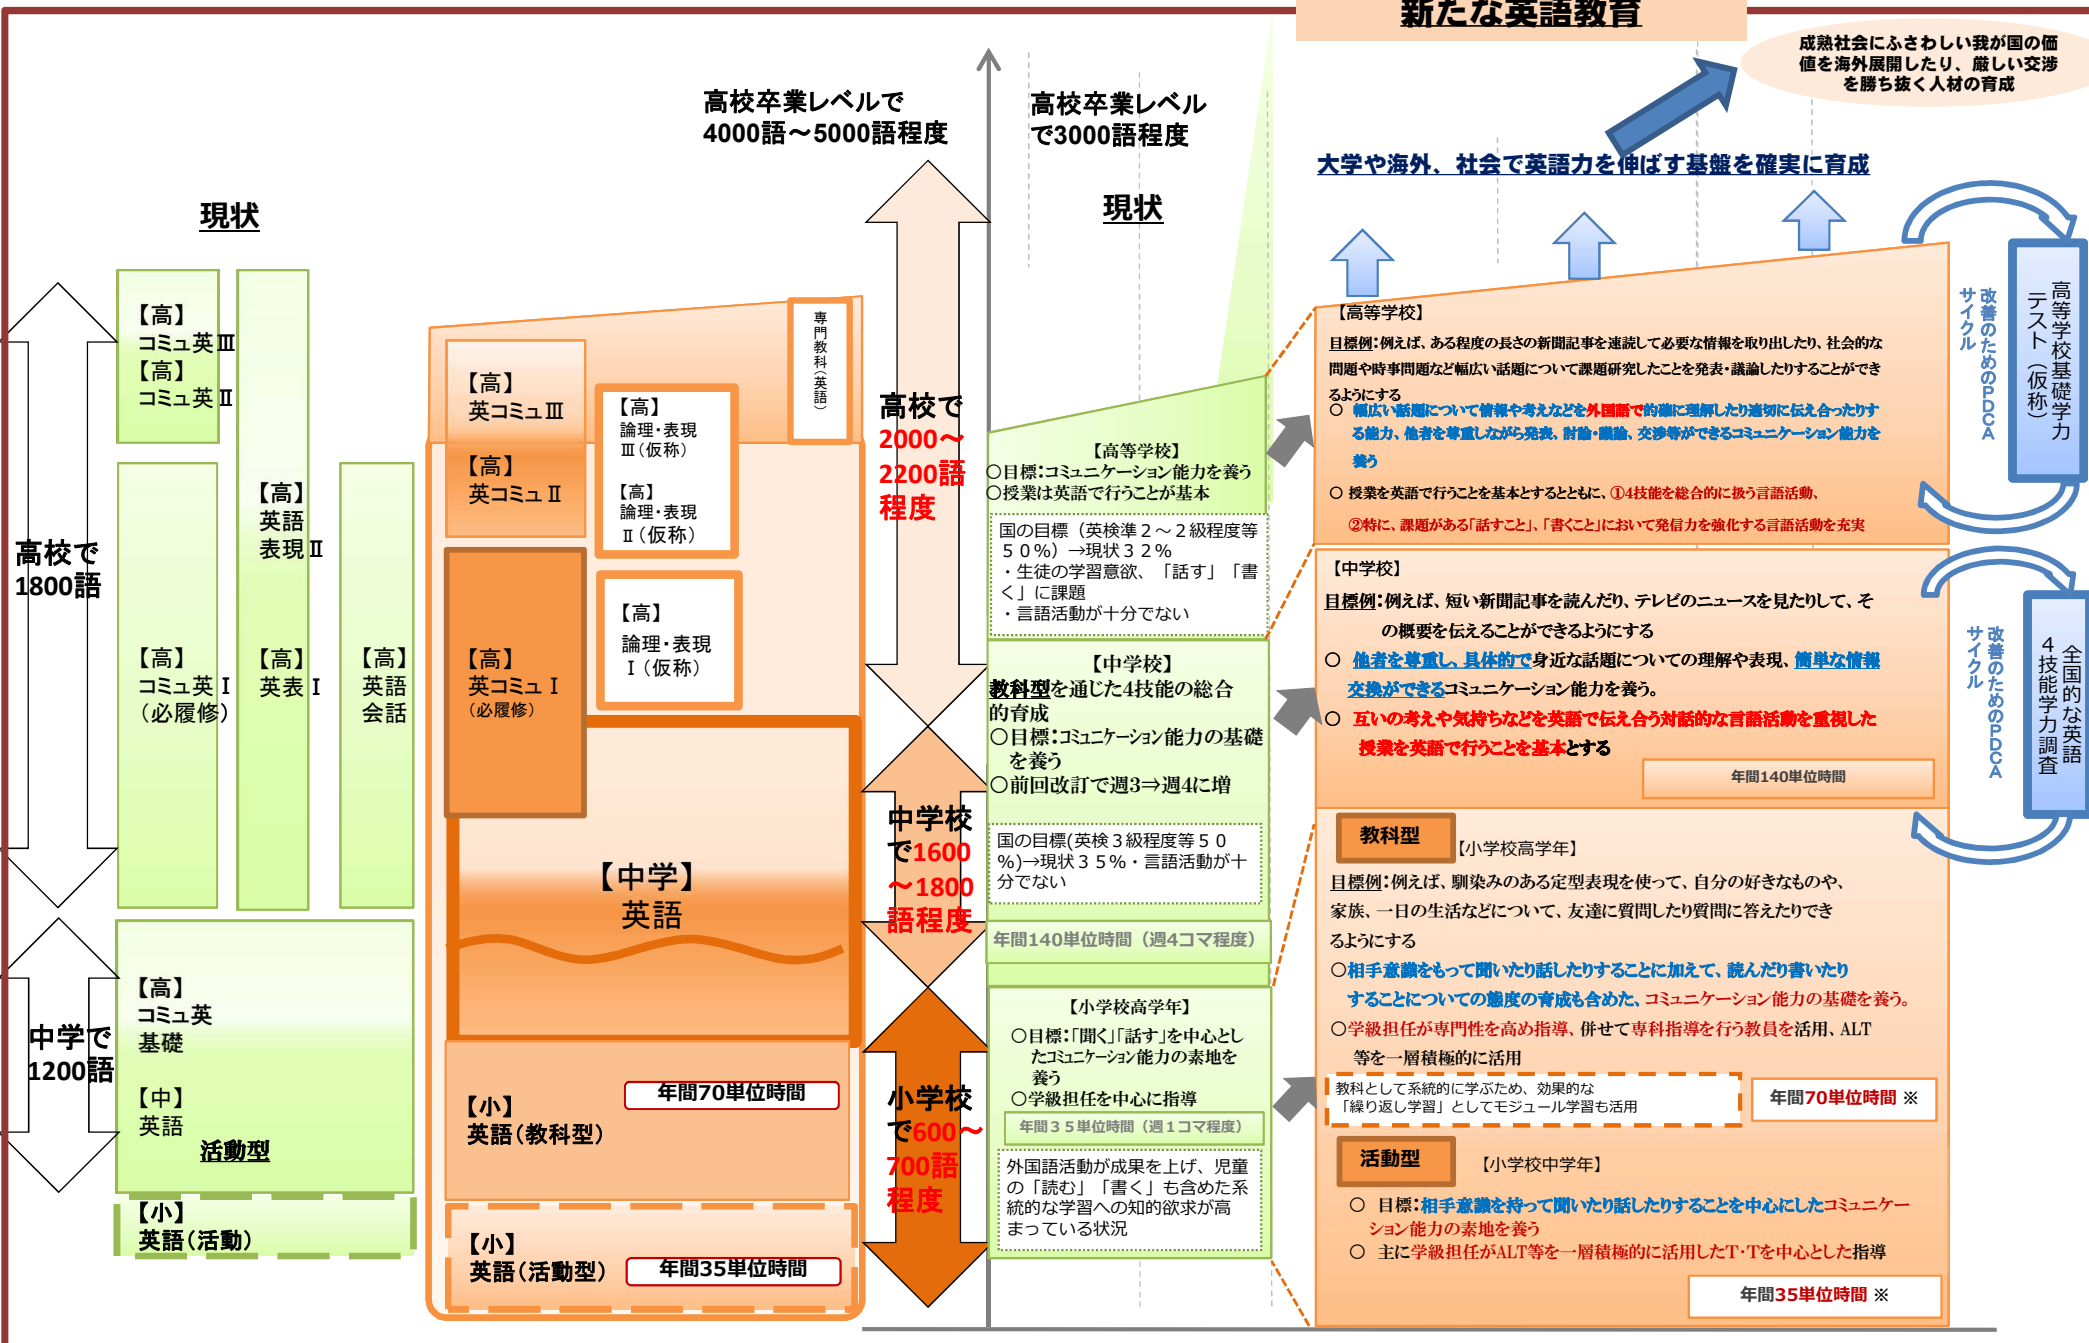 新たな英語教育
成熟社会にふさわしい我が国の価
値を海外展開したり、厳しい交渉
を勝ち抜く人材の育成
高校卒業レベルで
4000語～5000語程度
高校卒業レベル
で3000語程度
大学や海外、社会で英語力を伸ばす基盤を確実に育成
現状
高校で
1800語
中学で
1200語
【高】
コミュ英Ⅲ
【高】
コミュ英Ⅱ
【高】
英語
表現Ⅱ
【高】
コミュ英Ⅰ
（必履修）
【高】
英表Ⅰ
【高】
英語
会話
【高】
コミュ英
基礎
【中】
英語
活動型
【小】
英語（活動）
専門教科（英語）
【高】
英コミュⅢ
【高】
英コミュⅡ
【高】
論理・表現
Ⅲ（仮称）
【高】
論理・表現
Ⅱ（仮称）
【高】
英コミュⅠ
（必履修）
【高】
論理・表現
Ⅰ（仮称）
【中学】
英語
【小】
英語（教科型）
年間70単位時間
【小】
英語（活動型）
年間35単位時間
高校で
2000～
2200語
程度
中学校
で1600
～1800
語程度
小学校
で600～
700語
程度
現状
【高等学校】
○目標：コミュニケーション能力を養う
○授業は英語で行うことが基本
国の目標（英検準２～２級程度等
５０％）→現状３２％
・生徒の学習意欲、「話す」「書
く」に課題
・言語活動が十分でない
【中学校】
教科型を通じた4技能の総合
的育成
○目標：コミュニケーション能力の基礎
を養う
○前回改訂で週3⇒週4に増
国の目標(英検３級程度等５０
％)→現状３５％・言語活動が十
分でない
年間140単位時間（週4コマ程度）
【小学校高学年】
○目標：「聞く」「話す」を中心とし
たコミュニケーション能力の素地を
養う
○学級担任を中心に指導
年間３５単位時間（週１コマ程度）
外国語活動が成果を上げ、児童
の「読む」「書く」も含めた系
統的な学習への知的欲求が高
まっている状況
【高等学校】
目標例：例えば、ある程度の長さの新聞記事を速読して必要な情報を取り出したり、社会的な
問題や時事問題など幅広い話題について課題研究したことを発表・議論したりすることができ
るようにする
○ 幅広い話題について情報や考えなどを外国語で的確に理解したり適切に伝え合ったりす
る能力、他者を尊重しながら発表、討論・議論、交渉等ができるコミュニケーション能力を
養う
○ 授業を英語で行うことを基本とするとともに、①4技能を総合的に扱う言語活動、
②特に、課題がある「話すこと」、「書くこと」において発信力を強化する言語活動を充実
【中学校】
目標例：例えば、短い新聞記事を読んだり、テレビのニュースを見たりして、そ
の概要を伝えることができるようにする
○ 他者を尊重し、具体的で身近な話題についての理解や表現、簡単な情報
交換ができるコミュニケーション能力を養う。
○ 互いの考えや気持ちなどを英語で伝え合う対話的な言語活動を重視した
授業を英語で行うことを基本とする
年間140単位時間
教科型
【小学校高学年】
目標例：例えば、馴染みのある定型表現を使って、自分の好きなものや、
家族、一日の生活などについて、友達に質問したり質問に答えたりでき
るようにする
○相手意識をもって聞いたり話したりすることに加えて、読んだり書いたり
することについての態度の育成も含めた、コミュニケーション能力の基礎を養う。
○学級担任が専門性を高め指導、併せて専科指導を行う教員を活用、ALT
等を一層積極的に活用
教科として系統的に学ぶため、効果的な
「繰り返し学習」としてモジュール学習も活用
年間70単位時間 ※
活動型
【小学校中学年】
○ 目標：相手意識を持って聞いたり話したりすることを中心にしたコミュニケー
ション能力の素地を養う
○ 主に学級担任がALT等を一層積極的に活用したT・Tを中心とした指導
年間35単位時間 ※
改善のためのPDCA
サイクル
高等学校基礎学力
テスト（仮称）
改善のためのPDCA
サイクル
全国的な英語
４技能学力調査